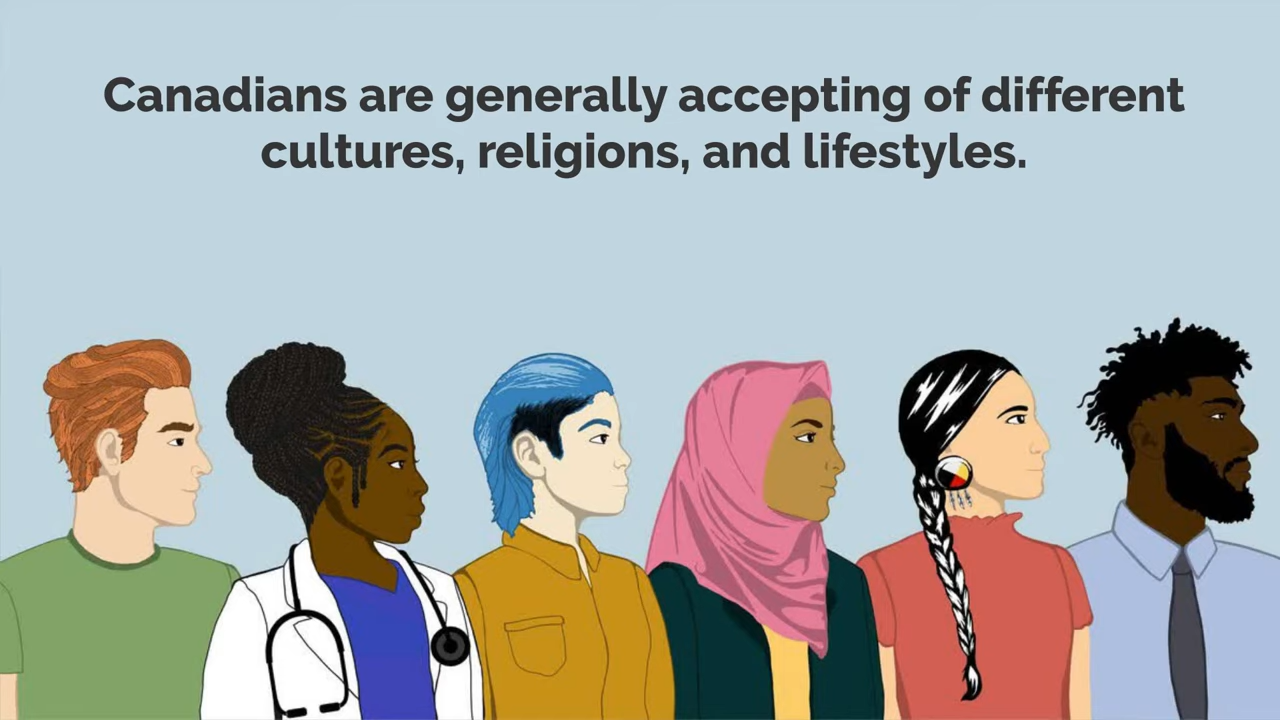 Canadians are generally accepting of different
cultures, religions, and lifestyles.